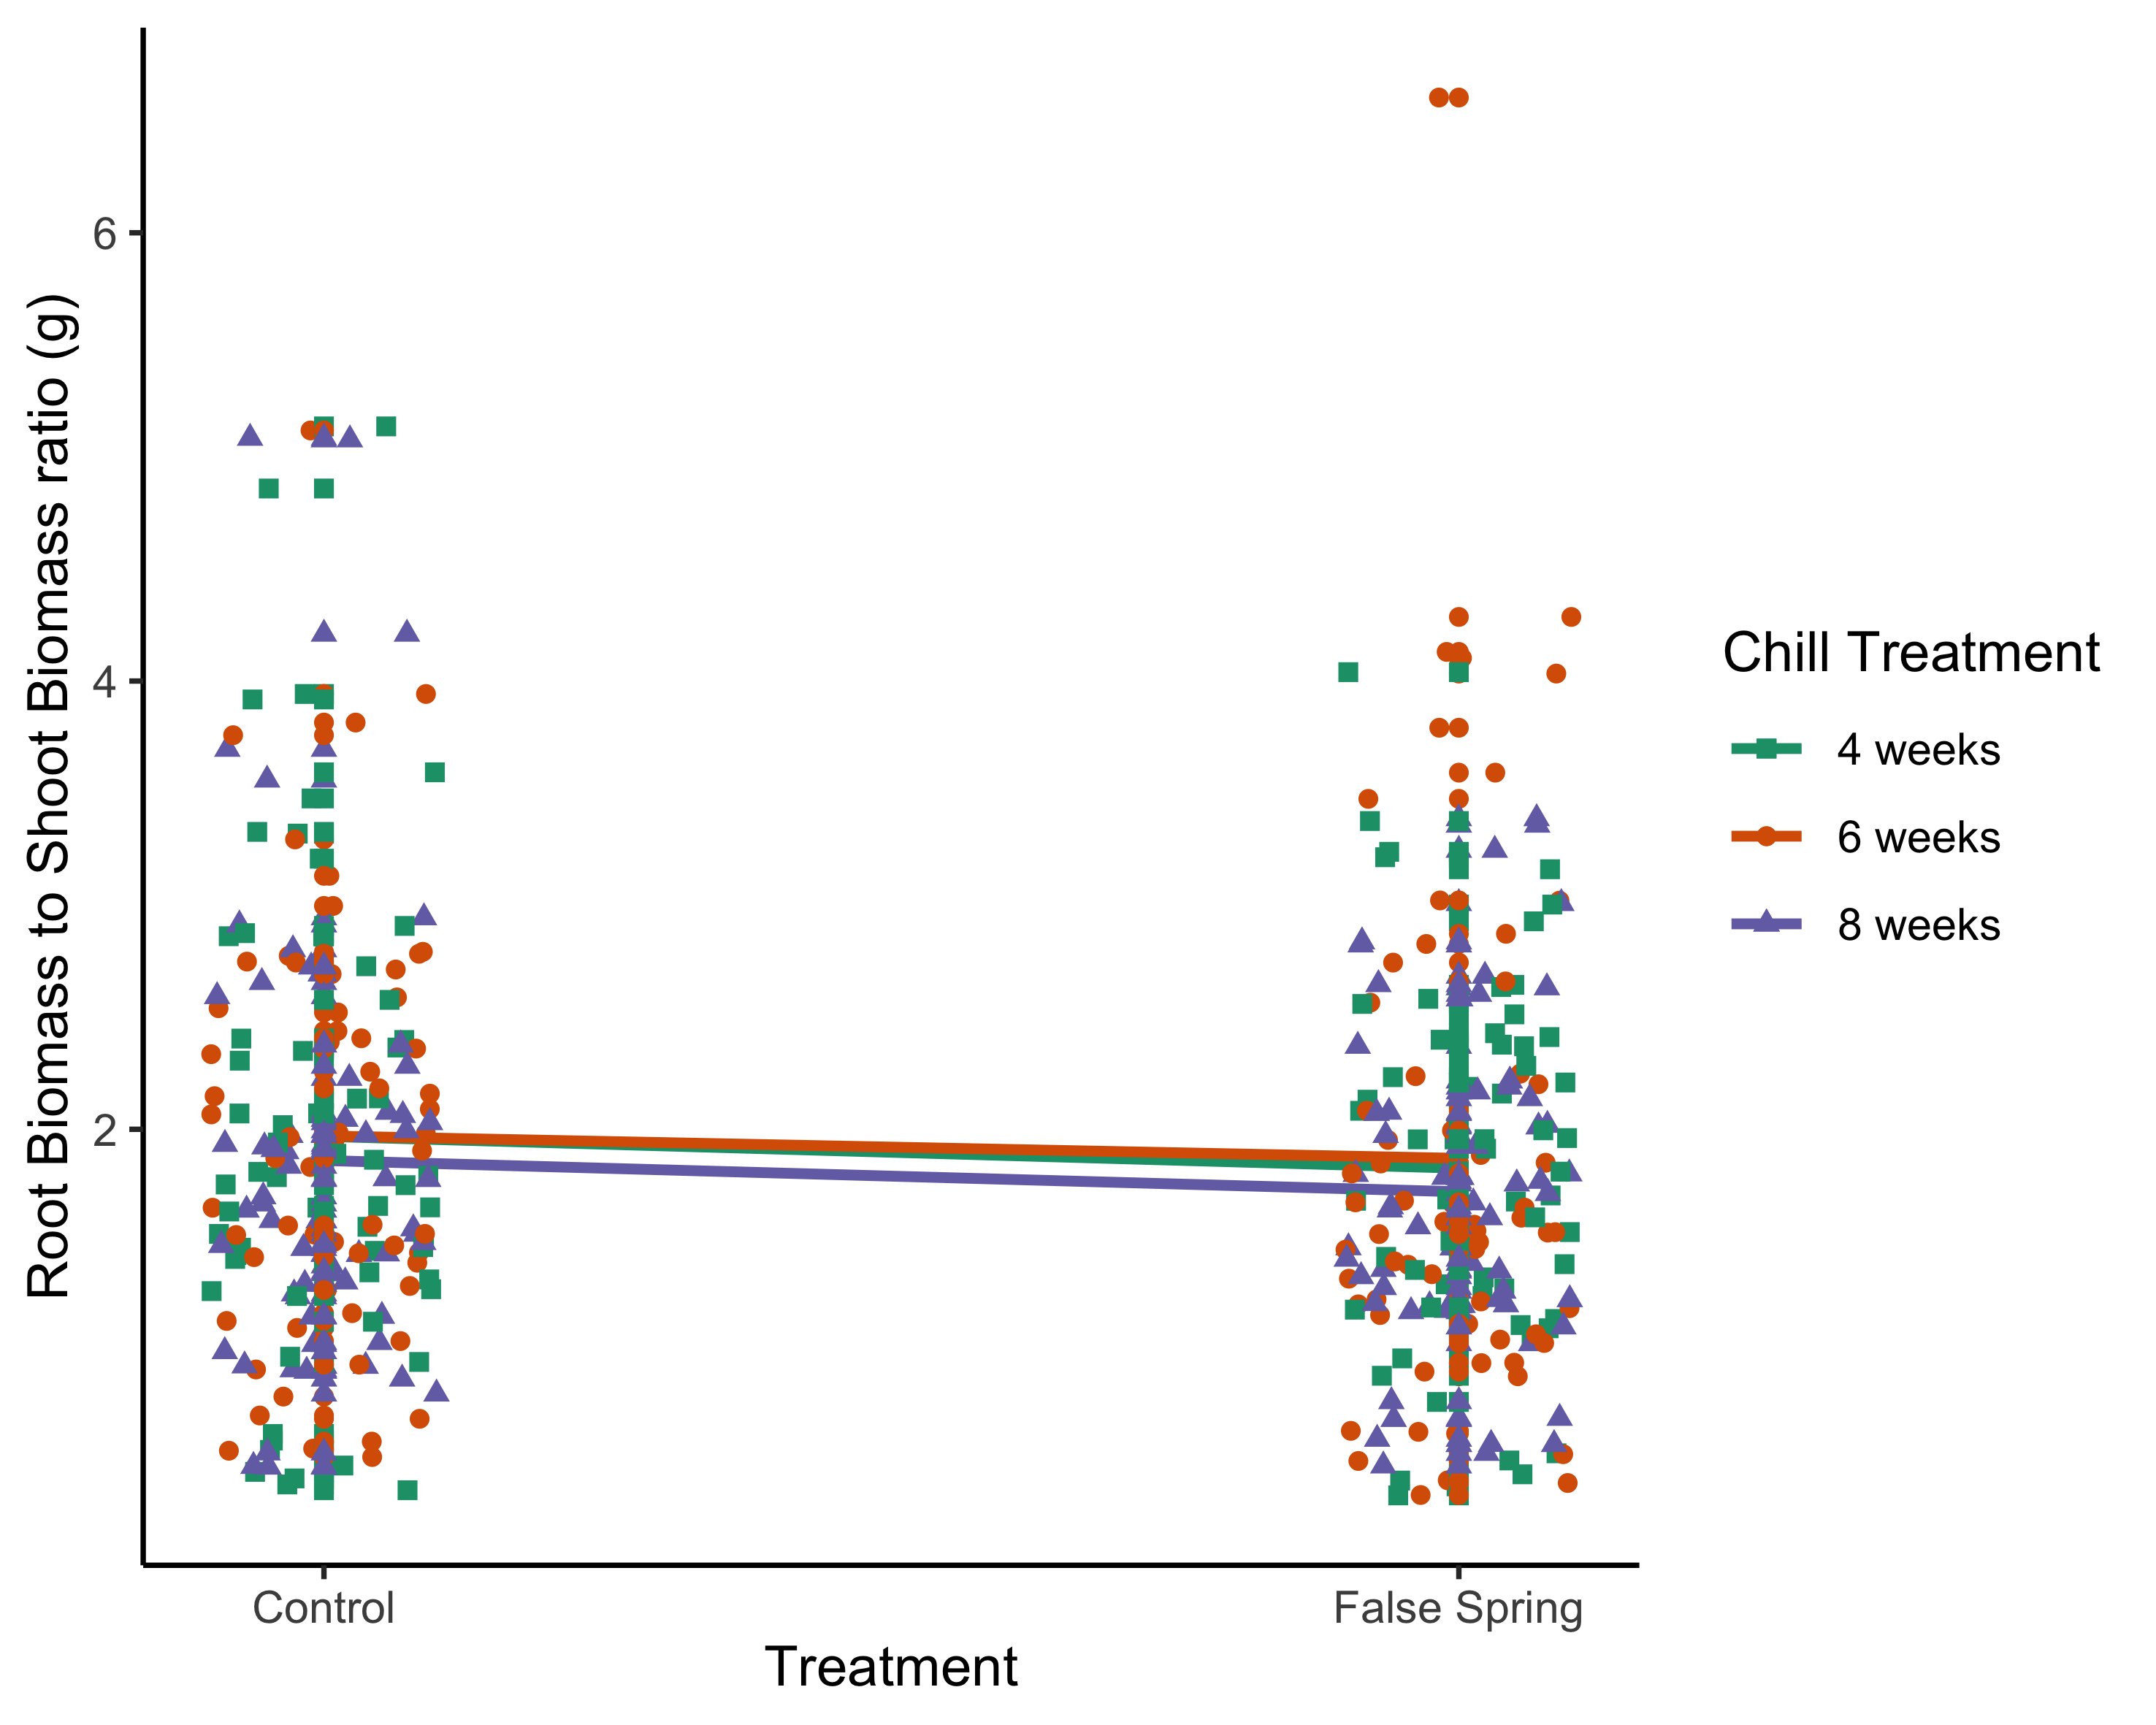 Root Biomass to Shoot Biomass ratio (g)
6
4
2
Control
False Spring
Treatment
Chill Treatment
4 weeks
6 weeks
8 weeks